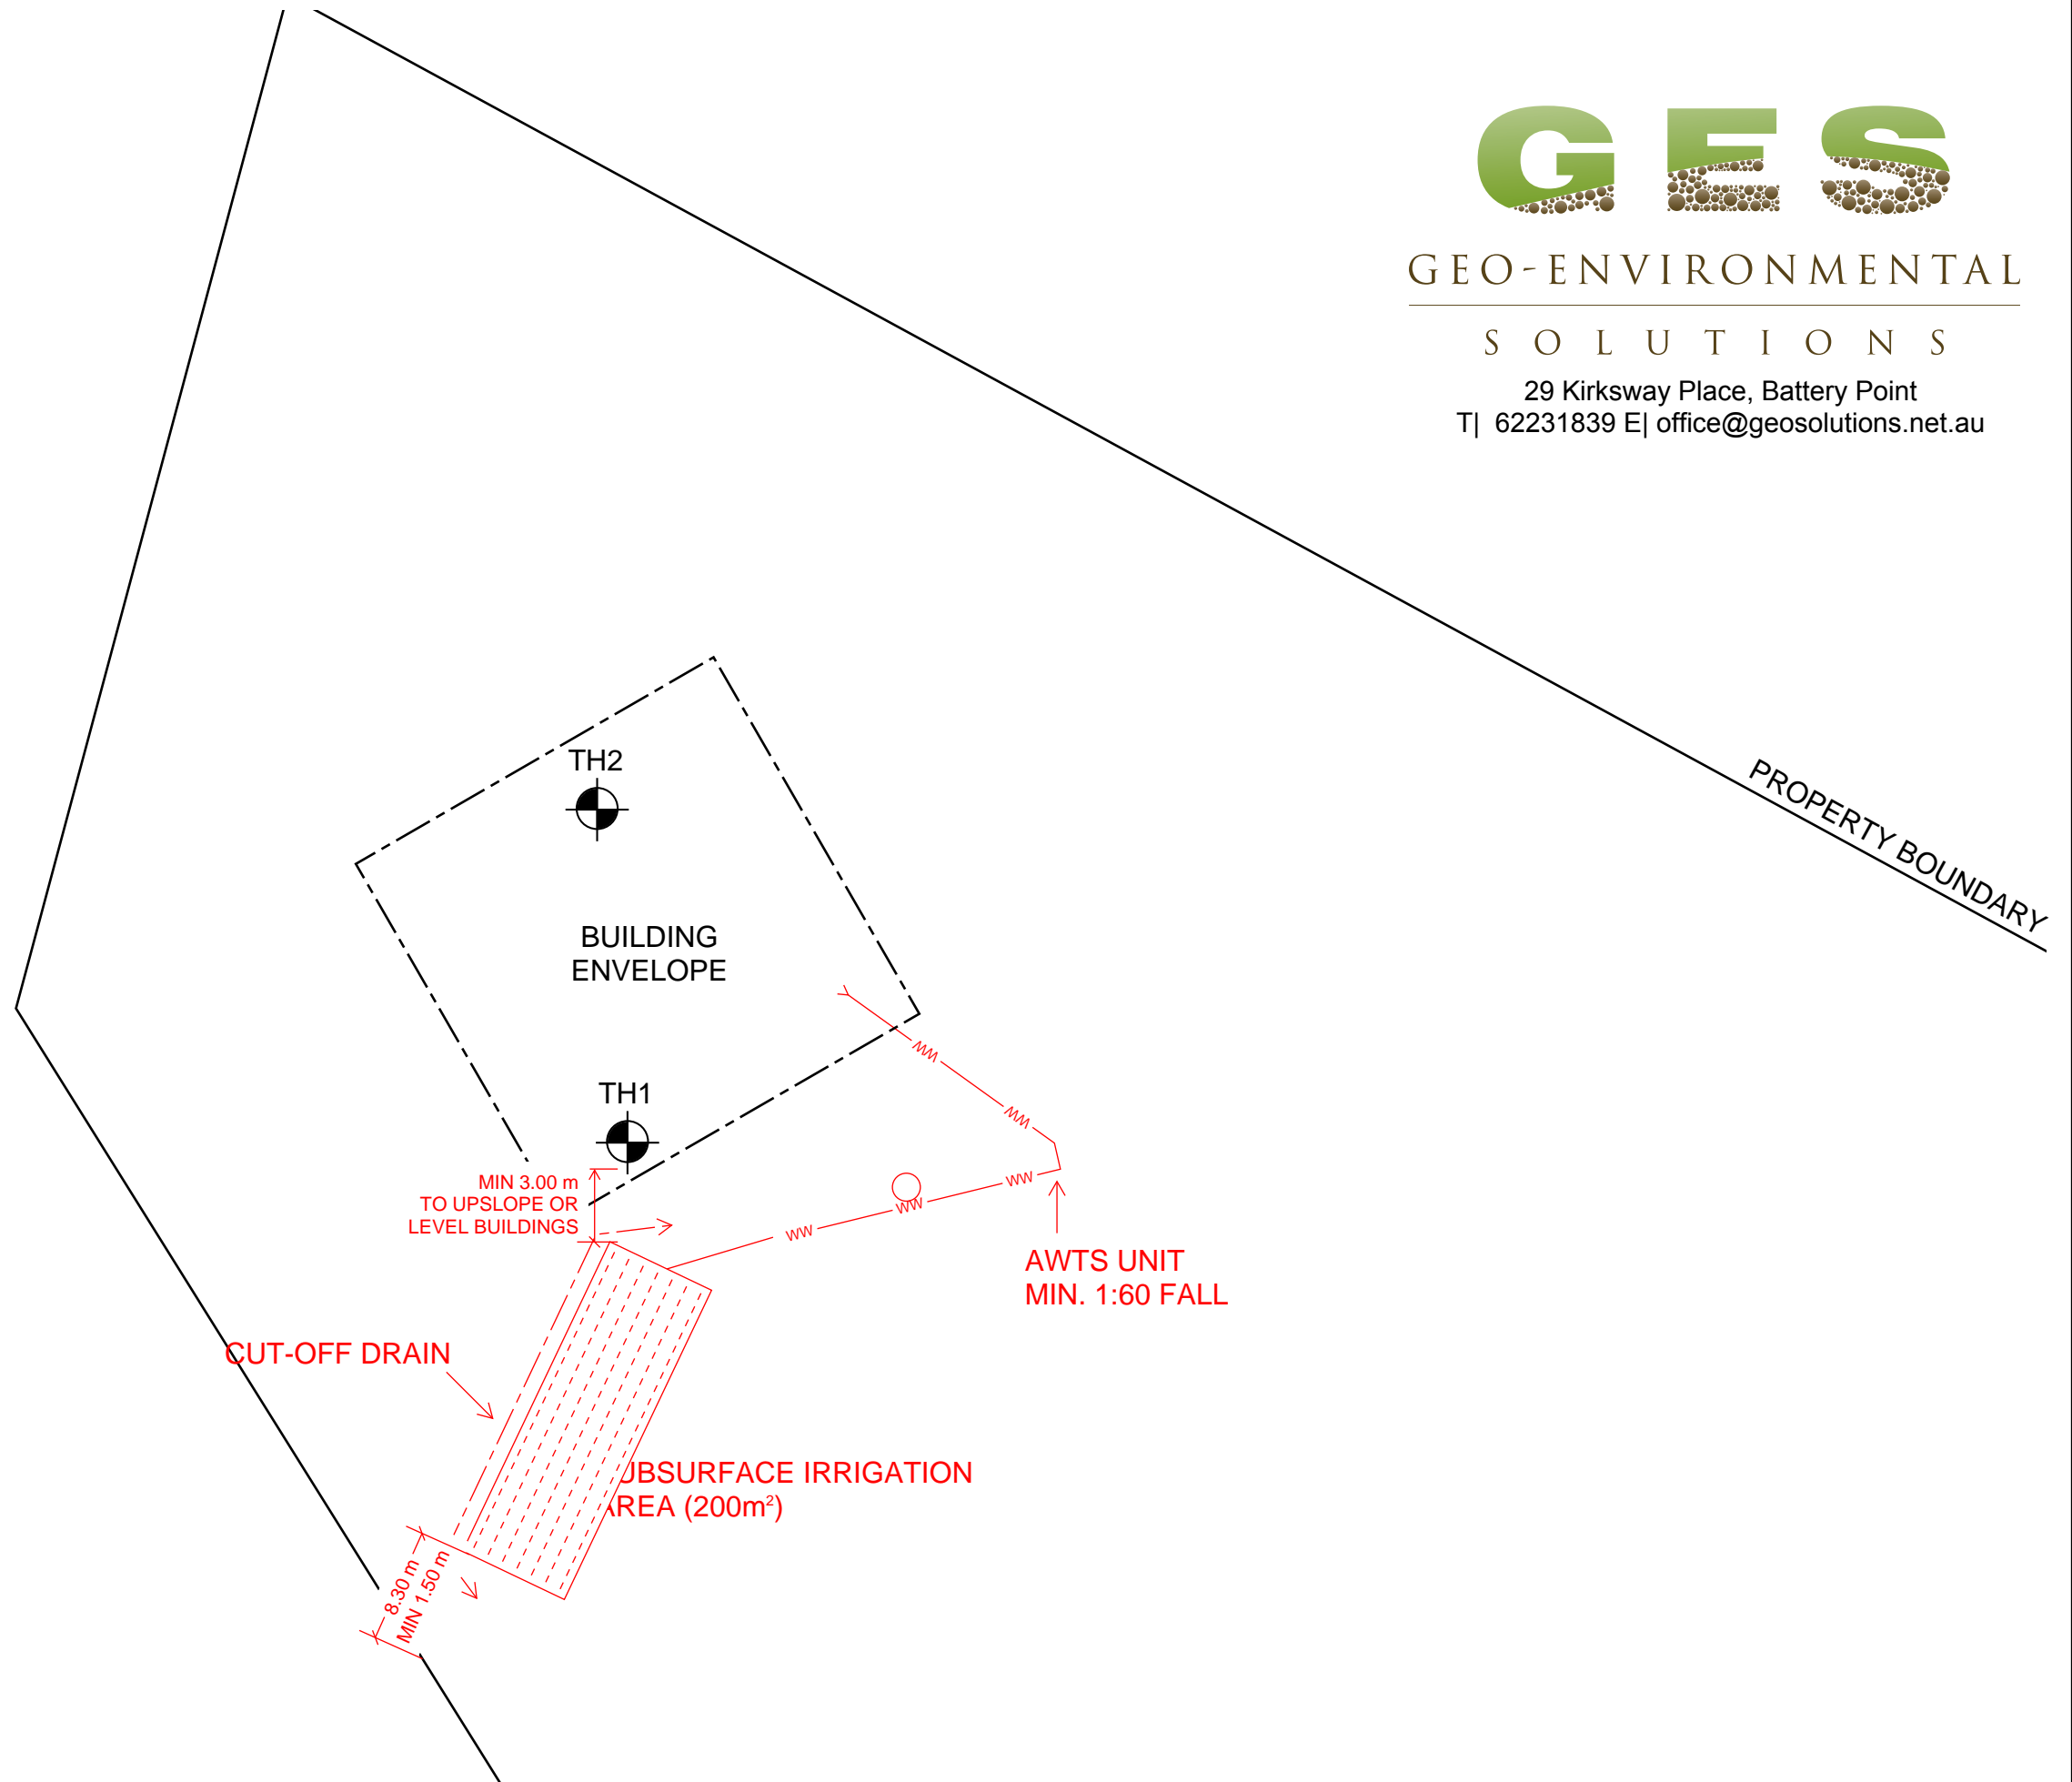 GES
GEO-ENVIRONMENTAL
SOLUTIONS
29 Kirksway Place, Battery Point
T| 62231839 E| office@geosolutions.net.au
PROPERTY BOUNDARY
TH2
BUILDING
ENVELOPE
TH1
WW
WW
WW
WW
WW
MIN 3.00 m
TO UPSLOPE OR
LEVEL BUILDINGS
AWTS UNIT
MIN. 1:60 FALL
CUT-OFF DRAIN
UBSURFACE IRRIGATION
AREA (200m²)
8.30 m
MIN 1.50 m